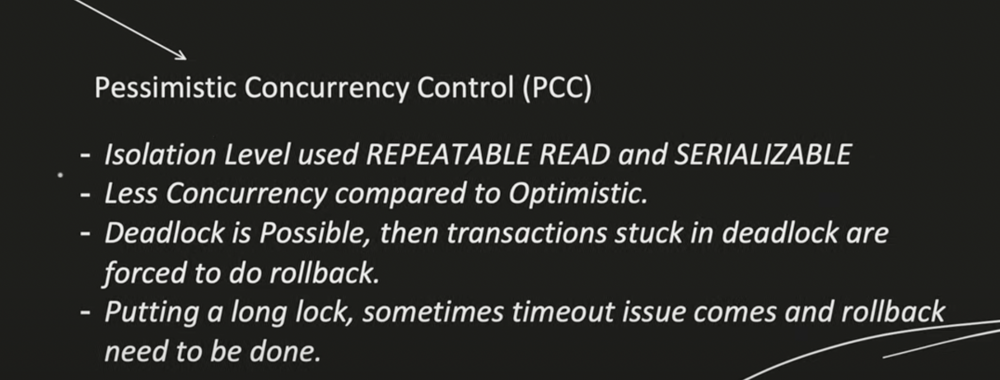 Pessimistic Concurrency Control (PCC)
- Isolation Level used REPEATABLE READ and SERIALIZABLE
- Less Concurrency compared to Optimistic.
- Deadlock is Possible, then transactions stuck in deadlock are
forced to do rollback.
- Putting a long lock, sometimes timeout issue comes and rollback
need to be done.